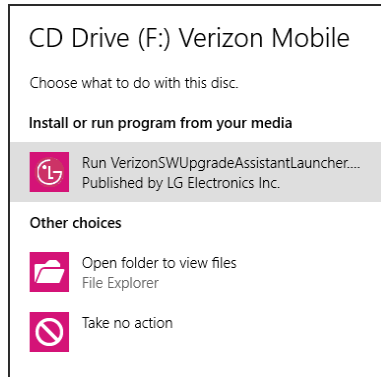 CD Drive (F:) Verizon Mobile
Choose what to do with this disc.
Install or run program from your media
Run VerizonSWUpgradeAssistantLauncher....
Published by LG Electronics Inc.
Other choices
Open folder to view files
File Explorer
Take no action